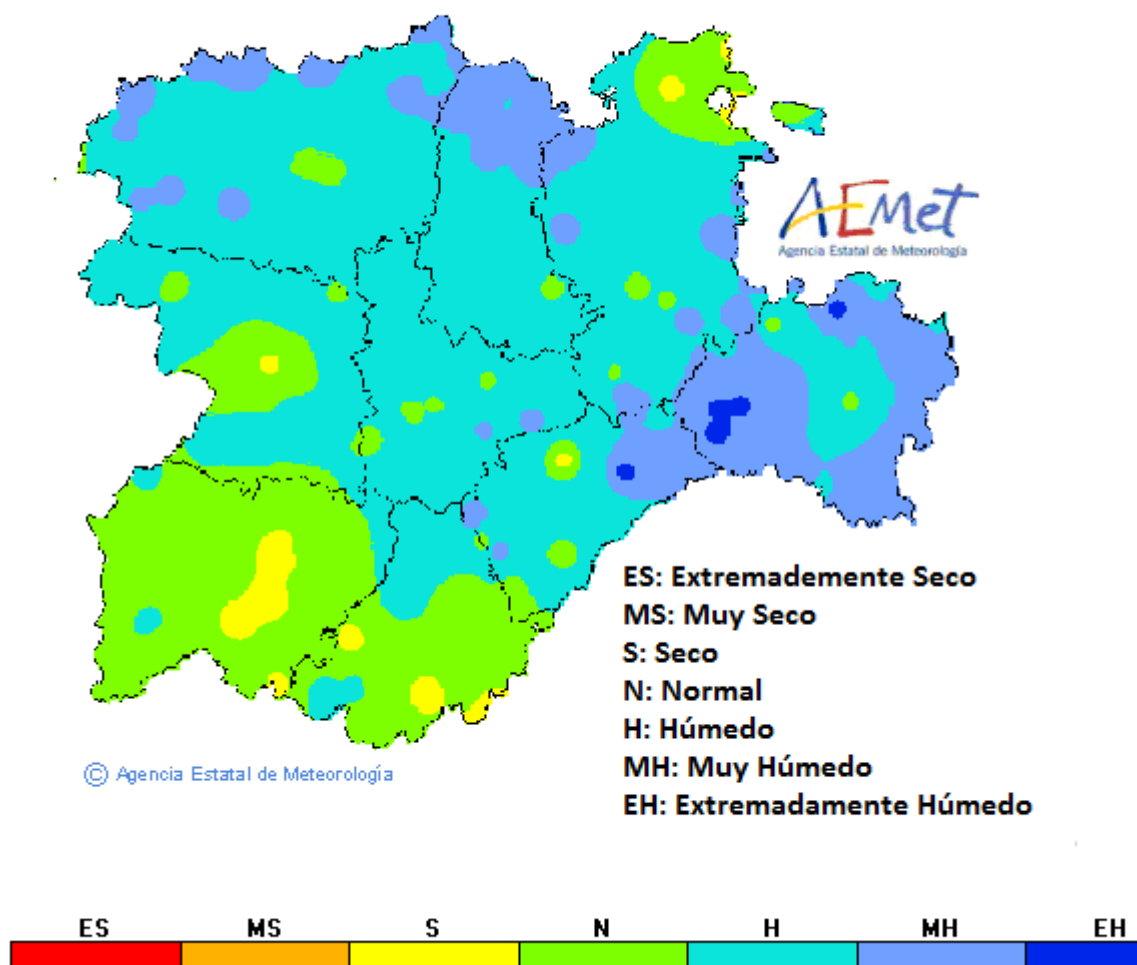 AEMet
Agencia Estatal de Meteorología
ES: Extremademente Seco
MS: Muy Seco
S: Seco
N: Normal
H: Húmedo
MH: Muy Húmedo
EH: Extremadamente Húmedo
© Agencia Estatal de Meteorología
ES MS S N H MH EH